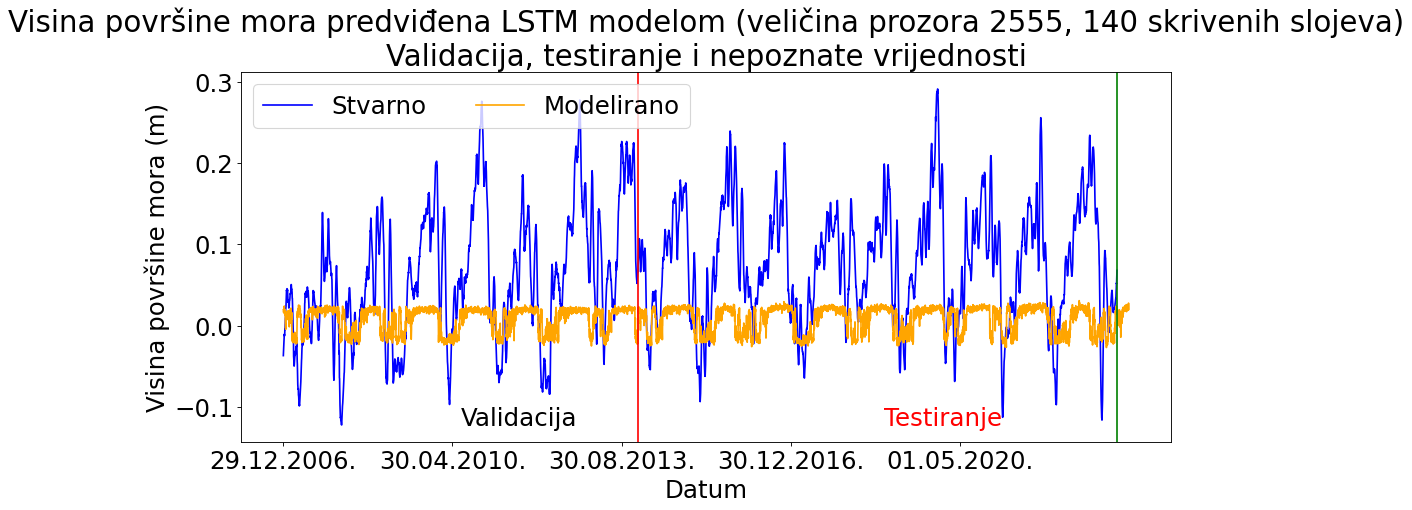 Visina površine mora predviđena LSTM modelom (veličina prozora 2555, 140 skrivenih slojeva)
Validacija, testiranje i nepoznate vrijednosti
Stvarno
Modelirano
Visina površine mora (m)
0.3
0.2
0.1
0.0
−0.1
Validacija
Testiranje
29.12.2006.
30.04.2010.
30.08.2013.
30.12.2016.
01.05.2020.
Datum